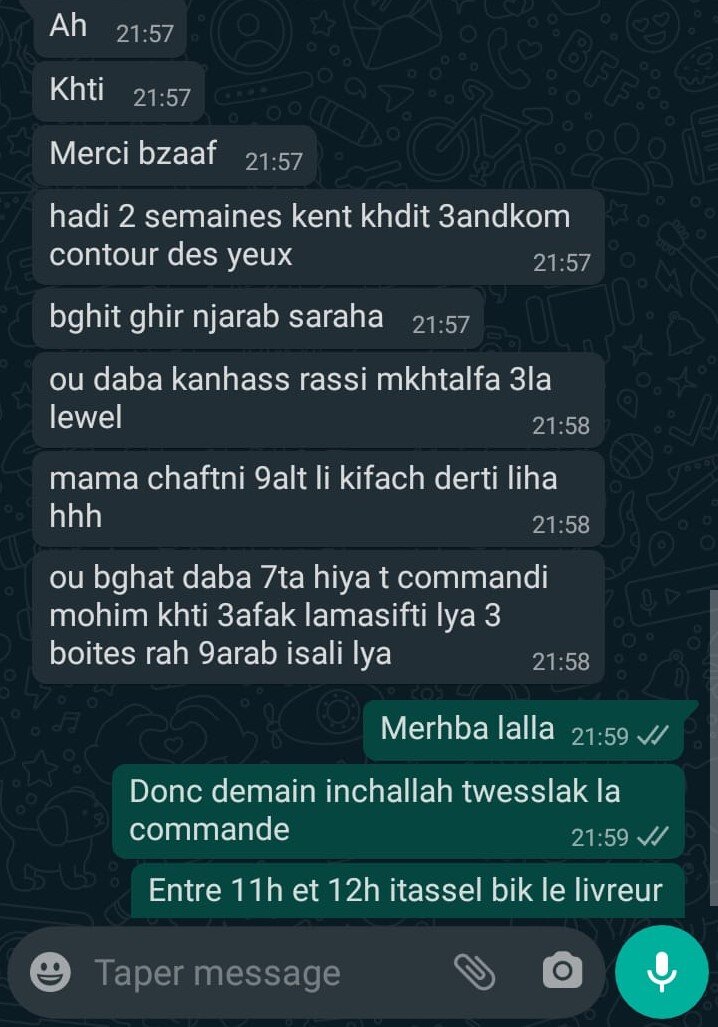 Ah 21:57
Khti 21:57
Merci bzaaf 21:57
hadi 2 semaines kent khdit 3andkom
contour des yeux 21:57
bghit ghir njarab saraha 21:57
ou daba kanhass rassi mkhtalfa 3la
lewel 21:58
mama chaftni 9alt li kifach derti liha
hhh 21:58
ou bghat daba 7ta hiya t commandi
mohim khti 3afak lamasifti lya 3
boites rah 9arab isali lya 21:58
Merhba lalla 21:59
Donc demain inchallah twesslak la
commande 21:59
Entre 11h et 12h itassel bik le livreur
Taper message